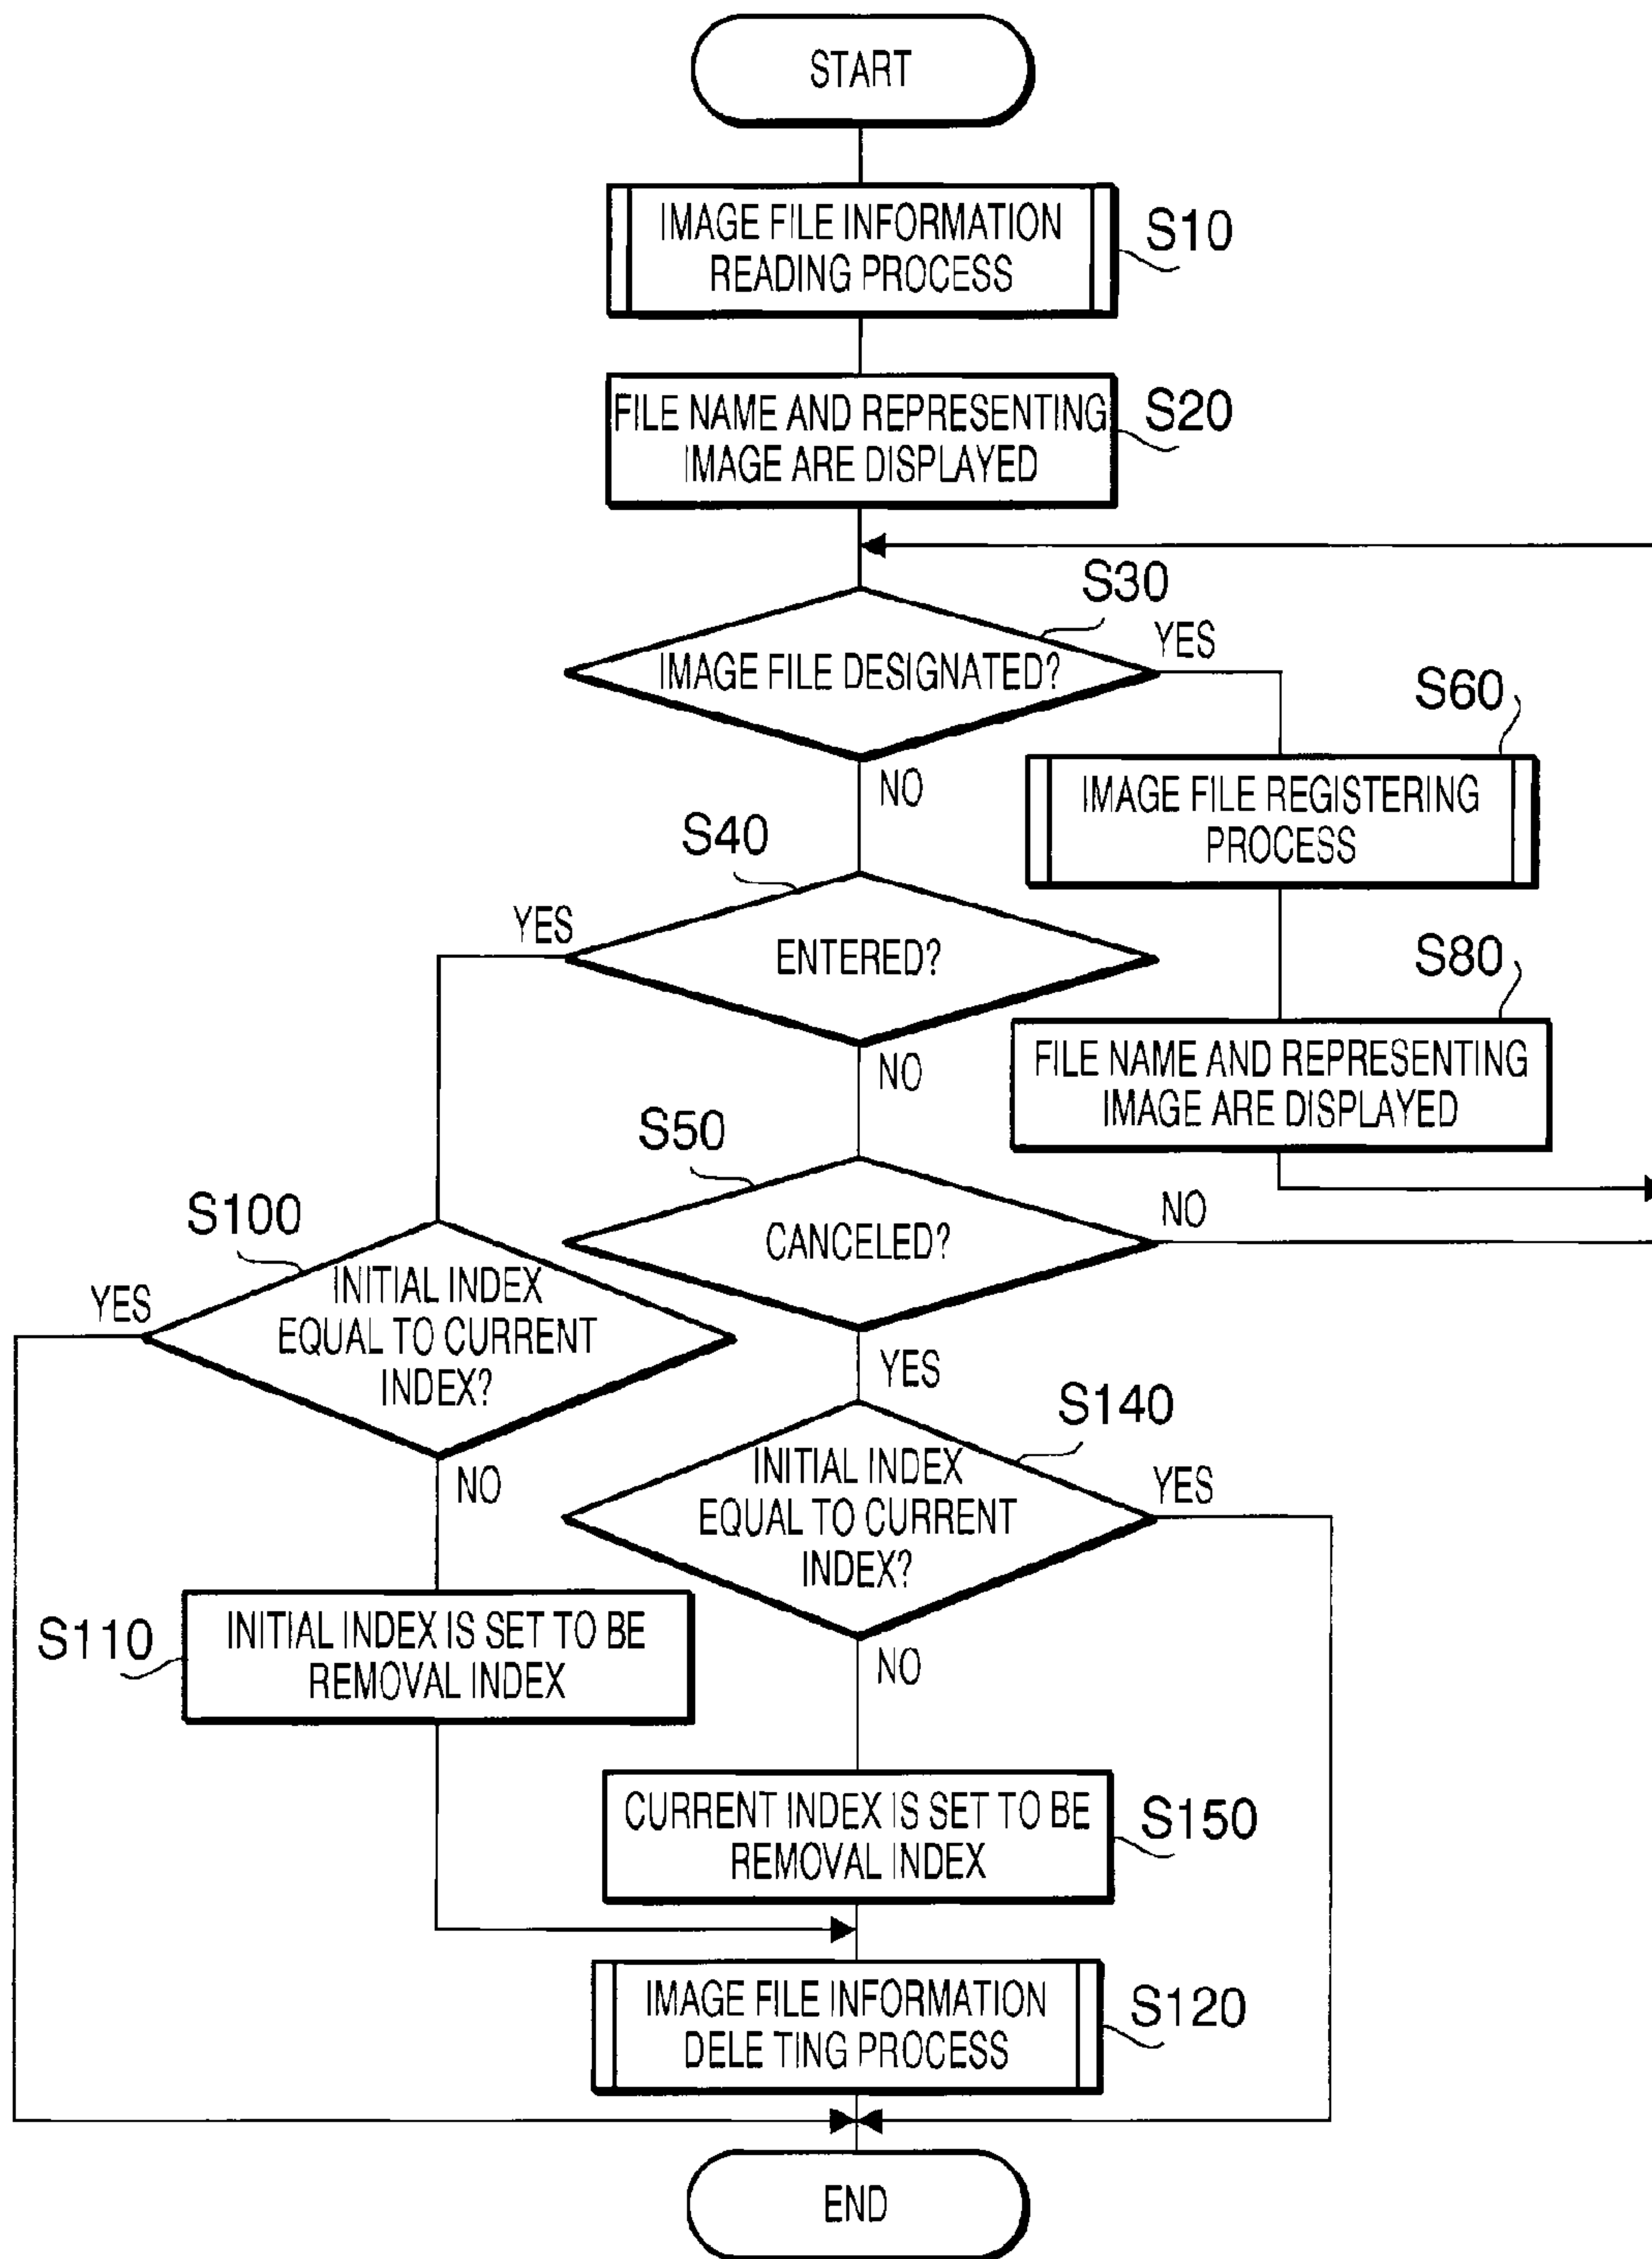 START
IMAGE FILE INFORMATION
READING PROCESS
S10
FILE NAME AND REPRESENTING
IMAGE ARE DISPLAYED
S20
S30
IMAGE FILE DESIGNATED?
YES
NO
S60
IMAGE FILE REGISTERING
PROCESS
S40
YES
ENTERED?
NO
S80
FILE NAME AND REPRESENTING
IMAGE ARE DISPLAYED
S50
CANCELED?
NO
YES
S100
YES
INITIAL INDEX
EQUAL TO CURRENT
INDEX?
NO
S140
INITIAL INDEX
EQUAL TO CURRENT
INDEX?
YES
NO
S110
INITIAL INDEX IS SET TO BE
REMOVAL INDEX
CURRENT INDEX IS SET TO BE
REMOVAL INDEX
S150
IMAGE FILE INFORMATION
DELE TING PROCESS
S120
END